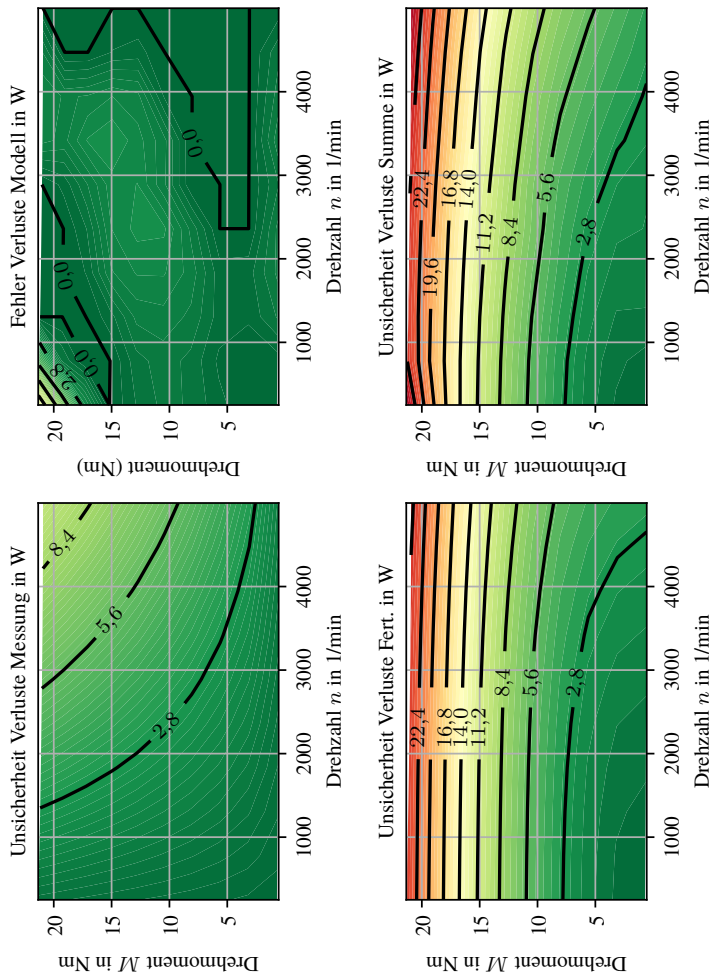 Unsicherheit Verluste Messung in W
Drehmoment M in Nm
20
15
10
5
8,4
5,6
2,8
1000 2000 3000 4000
Drehzahl n in 1/min
Fehler Verluste Modell in W
Drehmoment (Nm)
20
15
10
5
2,8
0,0
0,0
0,0
0,0
1000 2000 3000 4000
Drehzahl n in 1/min
Unsicherheit Verluste Fert. in W
Drehmoment M in Nm
20
15
10
5
22,4
16,8
14,0
11,2
8,4
5,6
2,8
1000 2000 3000 4000
Drehzahl n in 1/min
Unsicherheit Verluste Summe in W
Drehmoment M in Nm
20
15
10
5
22,4
19,6
16,8
14,0
11,2
8,4
5,6
2,8
1000 2000 3000 4000
Drehzahl n in 1/min